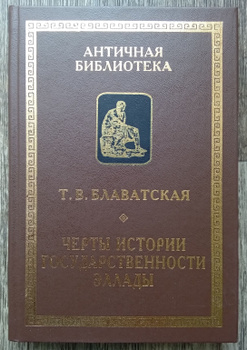 АНТИЧНАЯ
БИБЛИОТЕКА
Т. В. БЛАВАТСКАЯ
ЧЕРТЫ ИСТОРИИ
ГОСУДАРСТВЕННОСТИ
ЭЛЛАДЫ